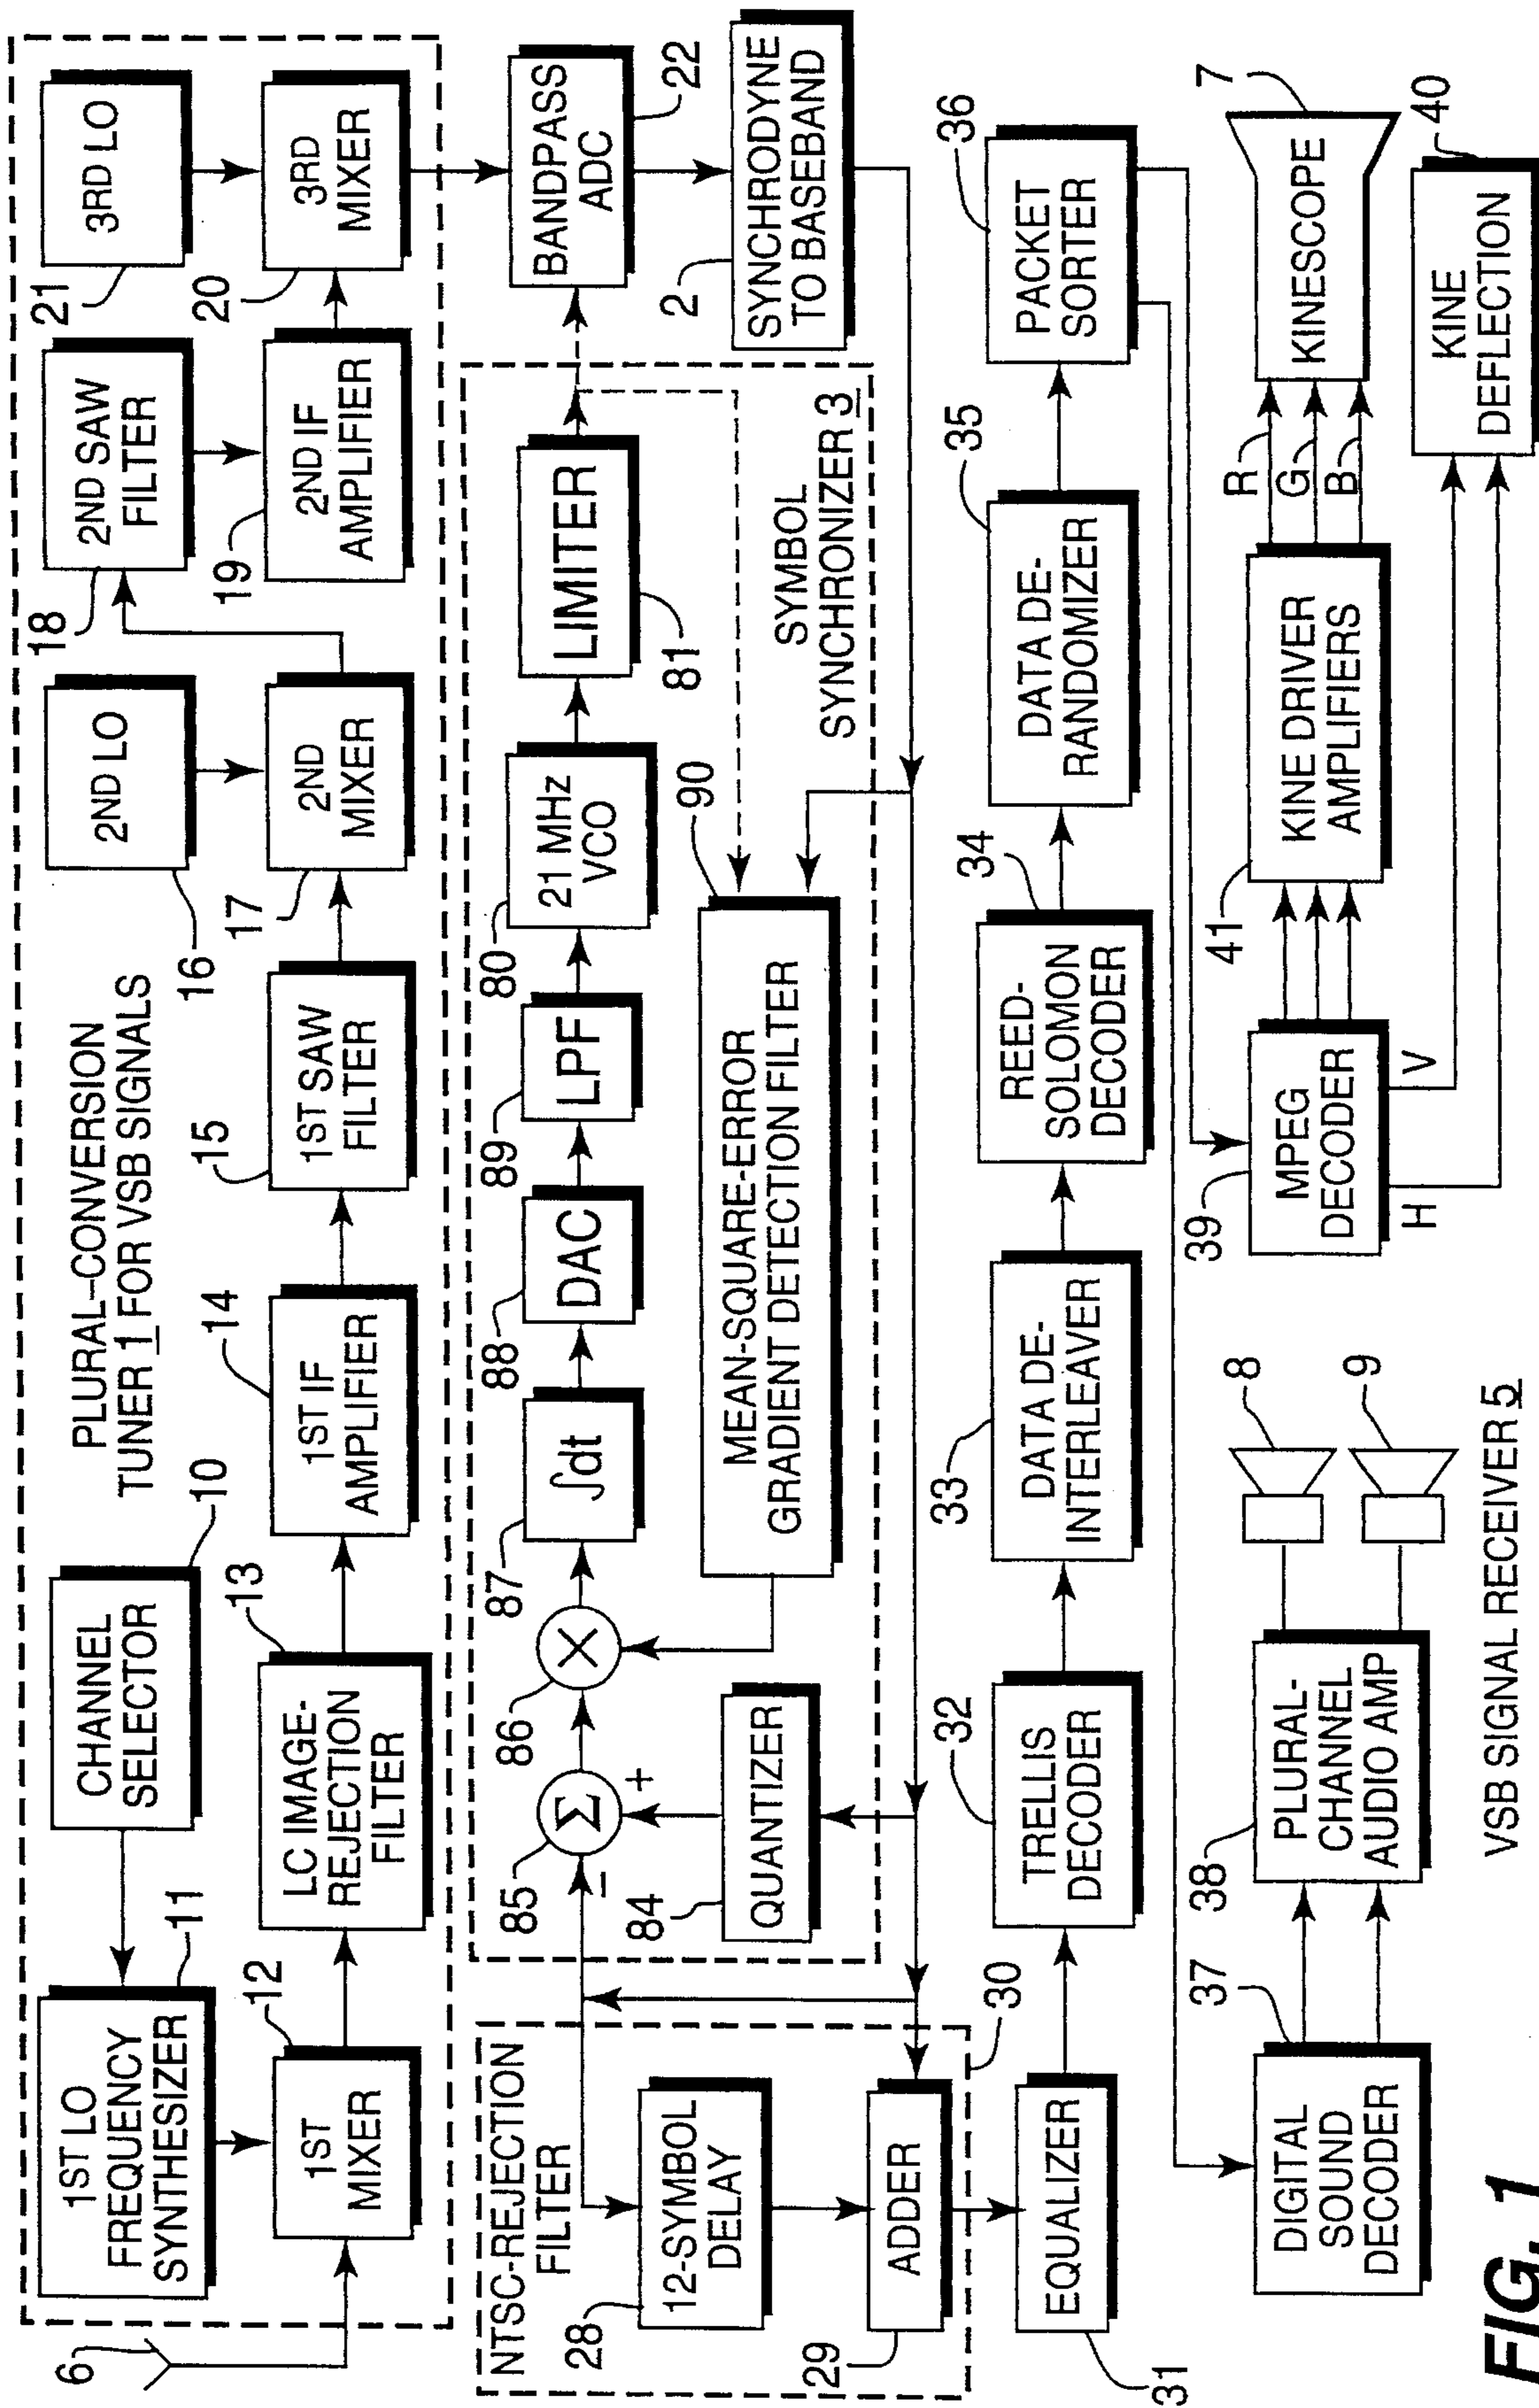 PLURAL-CONVERSION
TUNER 1 FOR VSB SIGNALS
6
1ST LO
FREQUENCY
SYNTHESIZER
11
CHANNEL
SELECTOR
10
1ST
MIXER
12
LC IMAGE-
REJECTION
FILTER
13
1ST IF
AMPLIFIER
14
1ST SAW
FILTER
15
2ND LO
16
2ND
MIXER
17
2ND SAW
FILTER
18
2ND IF
AMPLIFIER
19
3RD LO
21
3RD
MIXER
20
BANDPASS
ADC
22
SYNCHRODYNE
TO BASEBAND
2
SYMBOL
SYNCHRONIZER 3
Σ
85
−
+
×
86
∫dt
87
DAC
88
LPF
89
21 MHz
VCO
80
LIMITER
81
QUANTIZER
84
MEAN-SQUARE-ERROR
GRADIENT DETECTION FILTER
90
NTSC-REJECTION
FILTER
30
12-SYMBOL
DELAY
28
ADDER
29
EQUALIZER
31
TRELLIS
DECODER
32
DATA DE-
INTERLEAVER
33
REED-
SOLOMON
DECODER
34
DATA DE-
RANDOMIZER
35
PACKET
SORTER
36
DIGITAL
SOUND
DECODER
37
PLURAL-
CHANNEL
AUDIO AMP
38
8
9
MPEG
DECODER
39
H
V
KINE DRIVER
AMPLIFIERS
41
R
G
B
KINESCOPE
7
KINE
DEFLECTION
40
VSB SIGNAL RECEIVER 5
FIG. 1